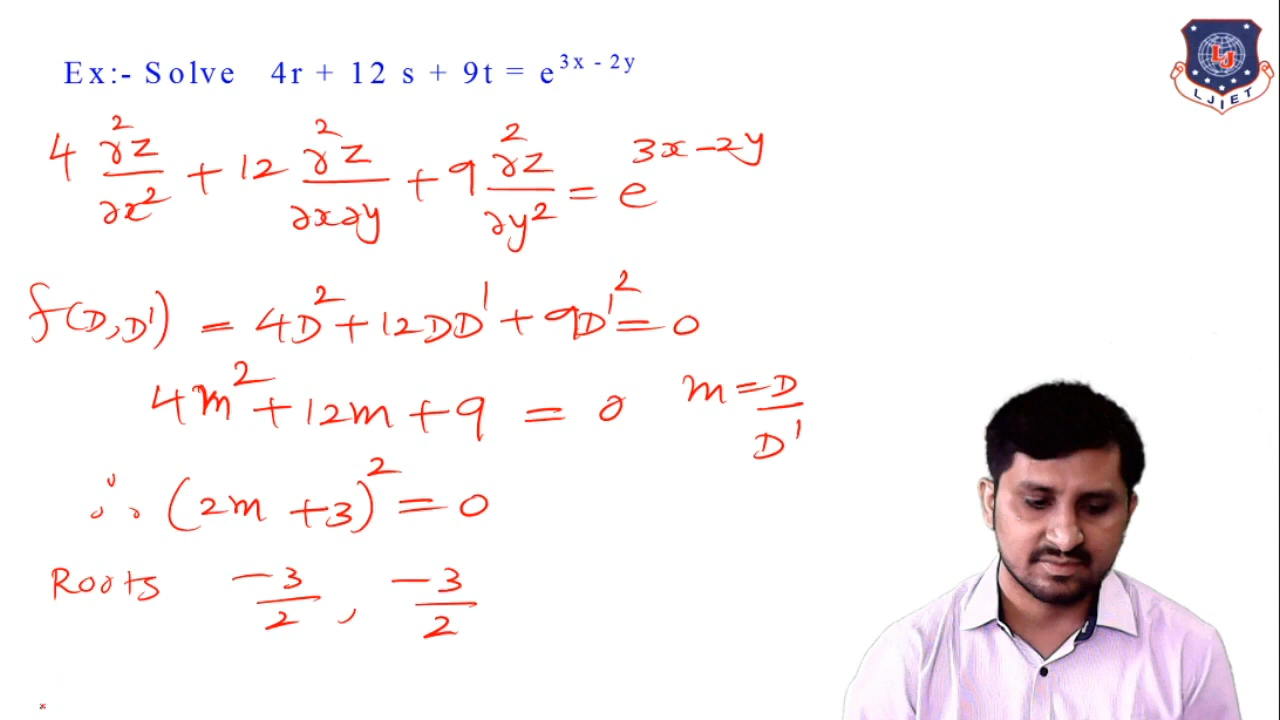 Ex:- Solve 4r + 12 s + 9t = e^{3x - 2y}
LJIET
4 ∂²z/∂x² + 12 ∂²z/∂x∂y + 9 ∂²z/∂y² = e^{3x-2y}
f(D,D') = 4D² + 12DD' + 9D'² = 0
4m² + 12m + 9 = 0 m = D/D'
∴ (2m + 3)² = 0
Roots -3/2, -3/2